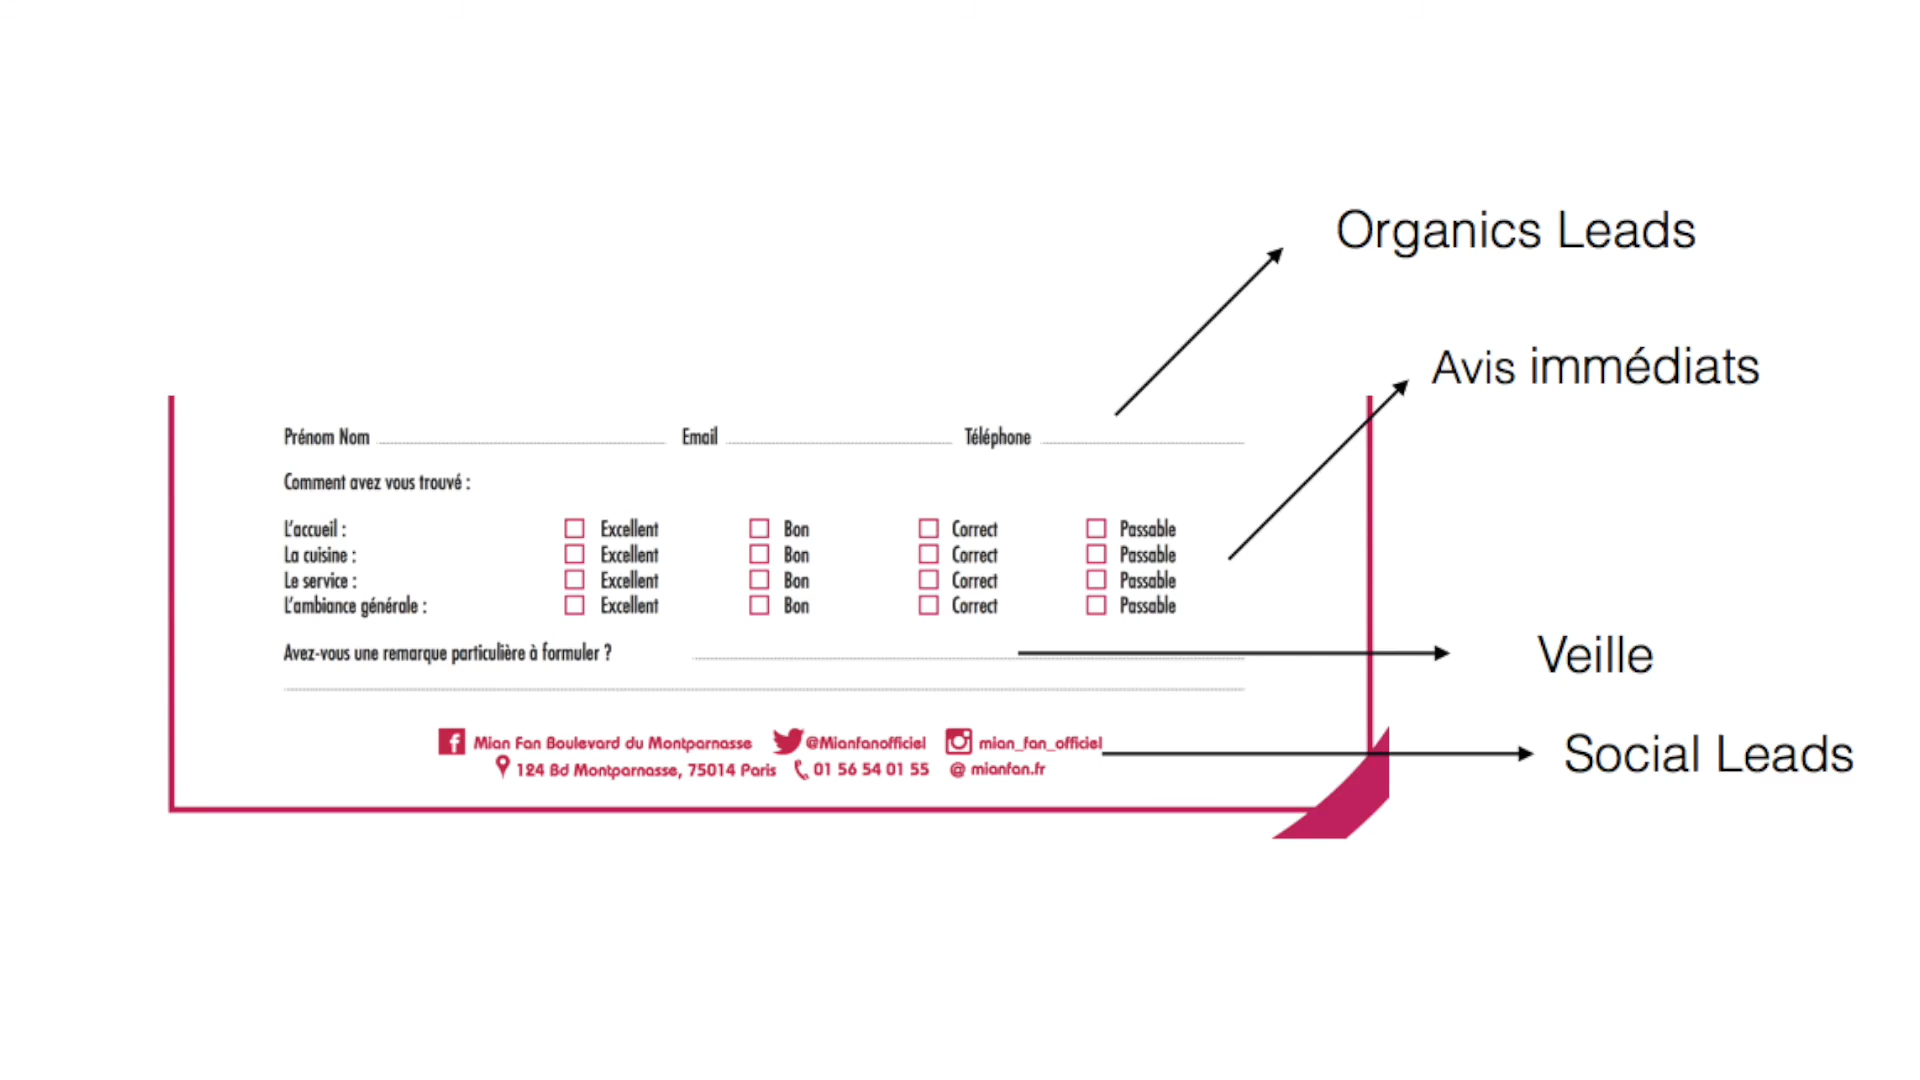 Organics Leads
Avis immédiats
Prénom Nom Email Téléphone
Comment avez vous trouvé :
L'accueil : Excellent Bon Correct Passable
La cuisine : Excellent Bon Correct Passable
Le service : Excellent Bon Correct Passable
L'ambiance générale : Excellent Bon Correct Passable
Avez-vous une remarque particulière à formuler ?
Veille
Mian Fan Boulevard du Montparnasse @Mianfanofficiel mian_fan_officiel
Social Leads
124 Bd Montparnasse, 75014 Paris 01 56 54 01 55 @ mianfan.fr